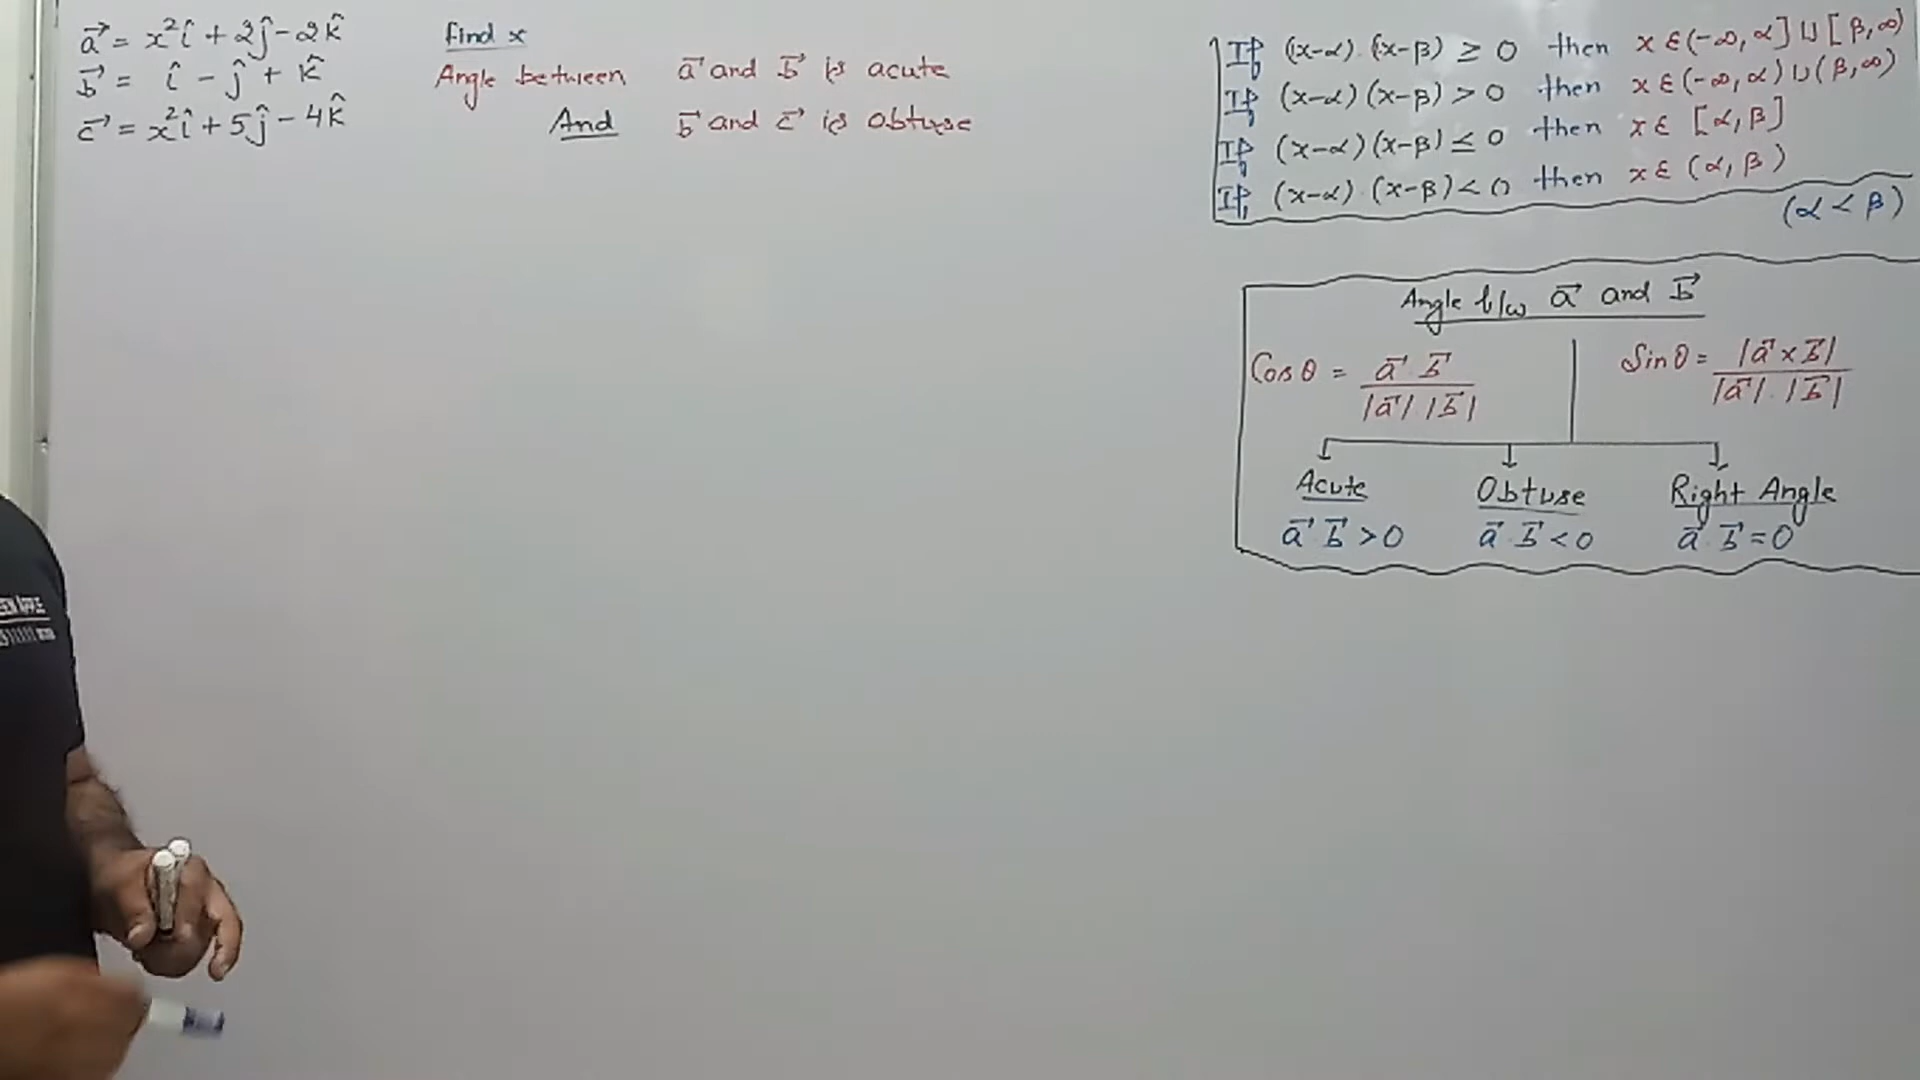 a⃗ = x²î + 2ĵ - 2k̂
b⃗ = î - ĵ + k̂
c⃗ = x²î + 5ĵ - 4k̂
find x
Angle between a⃗ and b⃗ is acute
And b⃗ and c⃗ is obtuse
If (x-α).(x-β) ≥ 0 then x ε (-∞, α] ∪ [β, ∞)
If (x-α)(x-β) > 0 then x ε (-∞, α) ∪ (β, ∞)
If (x-α)(x-β) ≤ 0 then x ε [α, β]
If (x-α).(x-β) < 0 then x ε (α, β)
(α < β)
Angle b/w a⃗ and b⃗
Cos θ = a⃗.b⃗ / |a⃗|.|b⃗|
Sin θ = |a⃗ × b⃗| / |a⃗|.|b⃗|
Acute Obtuse Right Angle
a⃗.b⃗ > 0 a⃗.b⃗ < 0 a⃗.b⃗ = 0
APPLE